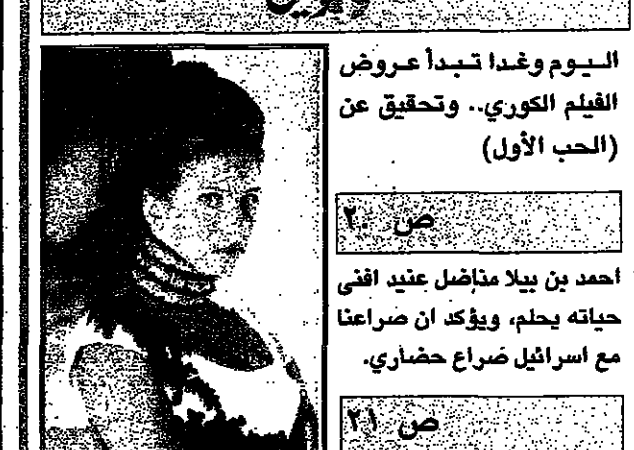 اليوم وغدا تبدأ عروض
الفيلم الكوري.. وتحقيق عن
(الحب الأول)
ص ٢٠
احمد بن بيلا مناضل عنيد افنى
حياته يحلم، ويؤكد ان صراعنا
مع اسرائيل صراع حضاري.
ص ٢١